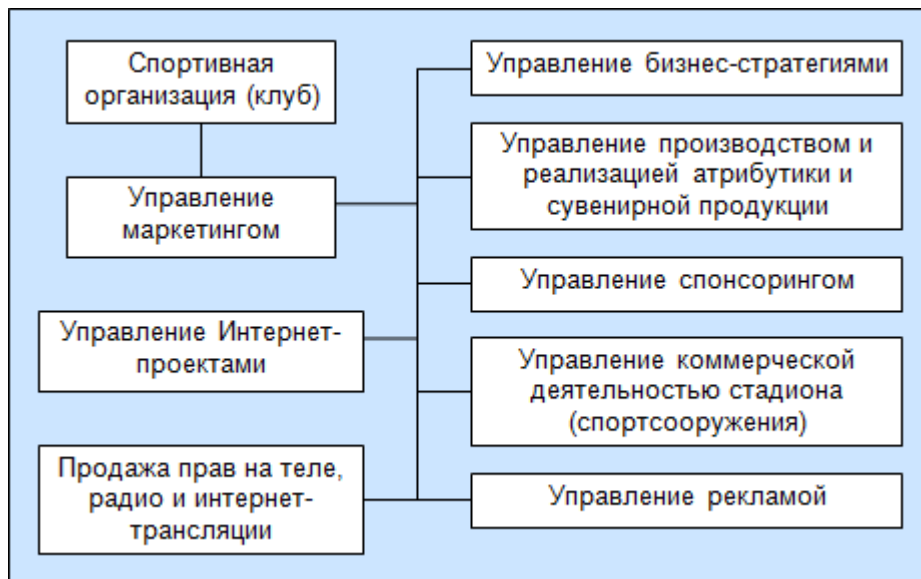 Спортивная
организация (клуб)
Управление
маркетингом
Управление Интернет-
проектами
Продажа прав на теле,
радио и интернет-
трансляции
Управление бизнес-стратегиями
Управление производством и
реализацией атрибутики и
сувенирной продукции
Управление спонсорингом
Управление коммерческой
деятельностью стадиона
(спортсооружения)
Управление рекламой